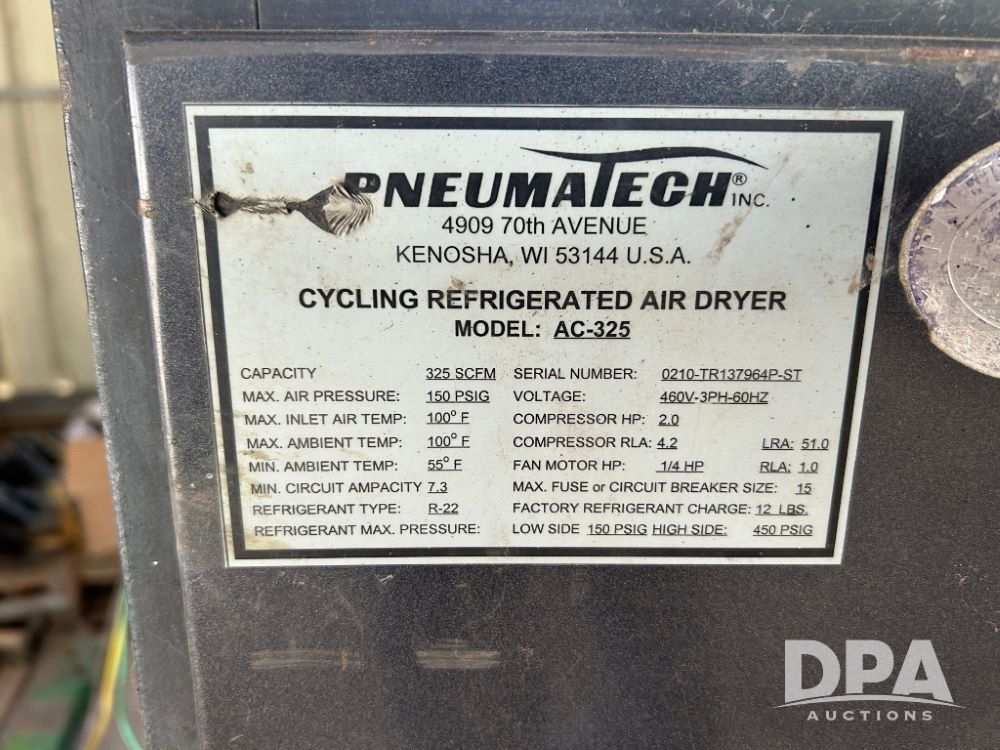 PNEUMATECH® INC.
4909 70th AVENUE
KENOSHA, WI 53144 U.S.A.
CYCLING REFRIGERATED AIR DRYER
MODEL: AC-325
CAPACITY 325 SCFM SERIAL NUMBER: 0210-TR137964P-ST
MAX. AIR PRESSURE: 150 PSIG VOLTAGE: 460V-3PH-60HZ
MAX. INLET AIR TEMP: 100° F COMPRESSOR HP: 2.0
MAX. AMBIENT TEMP: 100° F COMPRESSOR RLA: 4.2 LRA: 51.0
MIN. AMBIENT TEMP: 55° F FAN MOTOR HP: 1/4 HP RLA: 1.0
MIN. CIRCUIT AMPACITY 7.3 MAX. FUSE or CIRCUIT BREAKER SIZE: 15
REFRIGERANT TYPE: R-22 FACTORY REFRIGERANT CHARGE: 12 LBS.
REFRIGERANT MAX. PRESSURE: LOW SIDE 150 PSIG HIGH SIDE: 450 PSIG
DPA
AUCTIONS